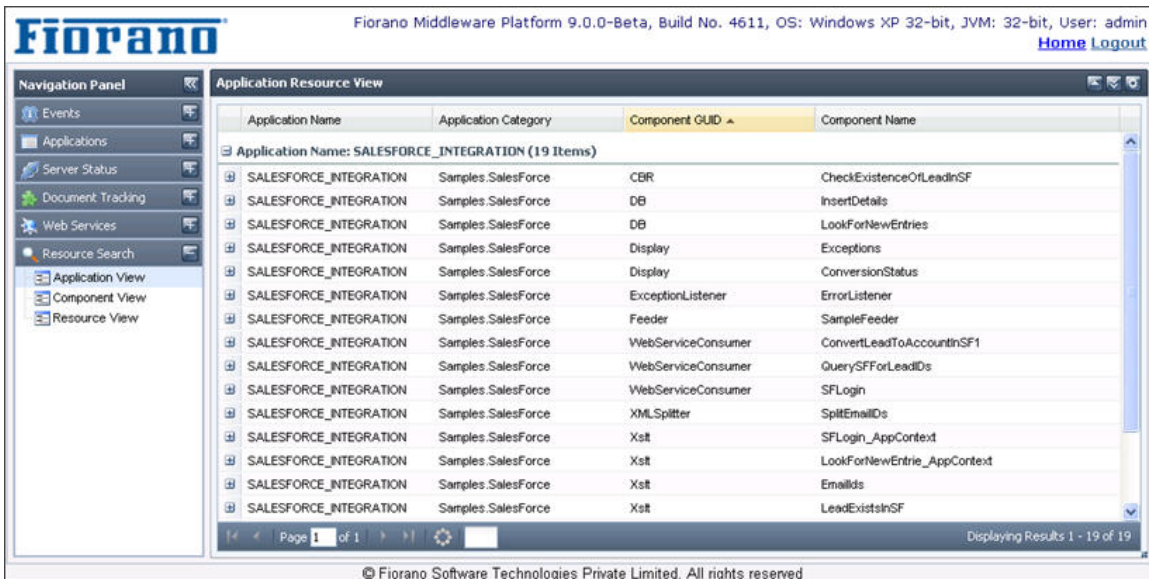 Fiorano
Fiorano Middleware Platform 9.0.0-Beta, Build No. 4611, OS: Windows XP 32-bit, JVM: 32-bit, User: admin
Home Logout
Navigation Panel
Events
Applications
Server Status
Document Tracking
Web Services
Resource Search
Application View
Component View
Resource View
Application Resource View
Application Name Application Category Component GUID Component Name
Application Name: SALESFORCE_INTEGRATION (19 Items)
SALESFORCE_INTEGRATION Samples.SalesForce CBR CheckExistenceOfLeadInSF
SALESFORCE_INTEGRATION Samples.SalesForce DB InsertDetails
SALESFORCE_INTEGRATION Samples.SalesForce DB LookForNewEntries
SALESFORCE_INTEGRATION Samples.SalesForce Display Exceptions
SALESFORCE_INTEGRATION Samples.SalesForce Display ConversionStatus
SALESFORCE_INTEGRATION Samples.SalesForce ExceptionListener ErrorListener
SALESFORCE_INTEGRATION Samples.SalesForce Feeder SampleFeeder
SALESFORCE_INTEGRATION Samples.SalesForce WebServiceConsumer ConvertLeadToAccountInSF1
SALESFORCE_INTEGRATION Samples.SalesForce WebServiceConsumer QuerySFForLeadIDs
SALESFORCE_INTEGRATION Samples.SalesForce WebServiceConsumer SFLogin
SALESFORCE_INTEGRATION Samples.SalesForce XMLSplitter SplitEmailIDs
SALESFORCE_INTEGRATION Samples.SalesForce Xslt SFLogin_AppContext
SALESFORCE_INTEGRATION Samples.SalesForce Xslt LookForNewEntrie_AppContext
SALESFORCE_INTEGRATION Samples.SalesForce Xslt EmailIds
SALESFORCE_INTEGRATION Samples.SalesForce Xslt LeadExistsInSF
Page 1 of 1 Displaying Results 1 - 19 of 19
© Fiorano Software Technologies Private Limited. All rights reserved